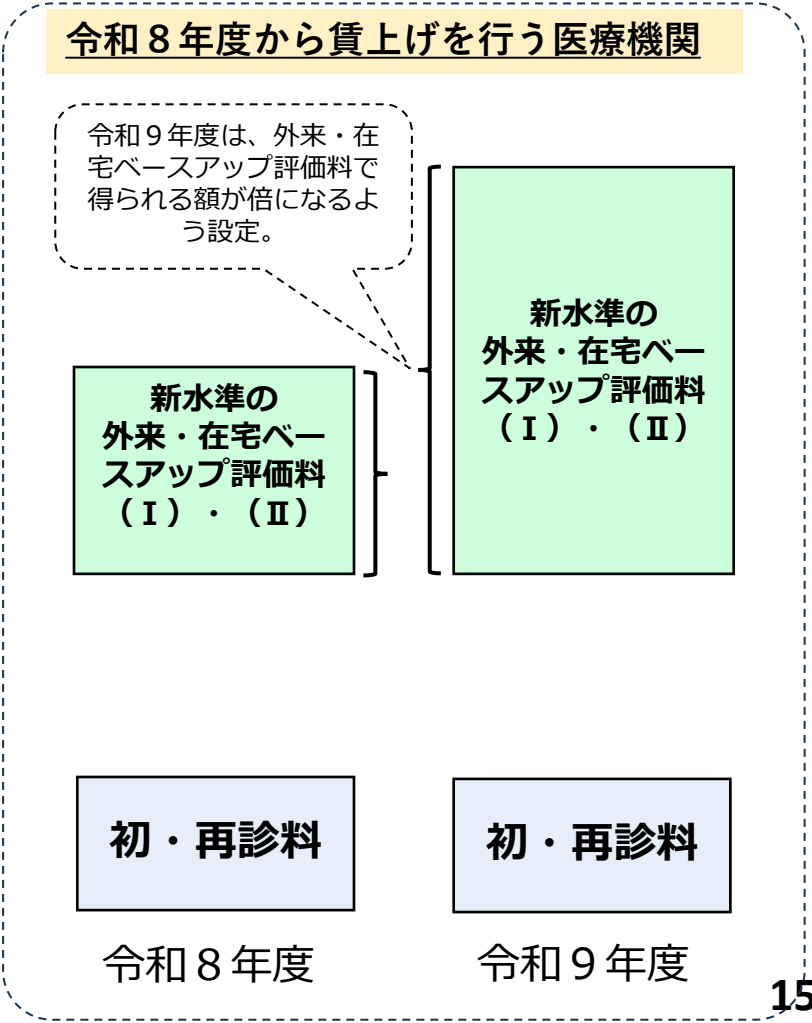 令和８年度から賃上げを行う医療機関
令和９年度は、外来・在
宅ベースアップ評価料で
得られる額が倍になるよ
う設定。
新水準の
外来・在宅ベー
スアップ評価料
（Ⅰ）・（Ⅱ）
新水準の
外来・在宅ベー
スアップ評価料
（Ⅰ）・（Ⅱ）
初・再診料
初・再診料
令和８年度
令和９年度
15